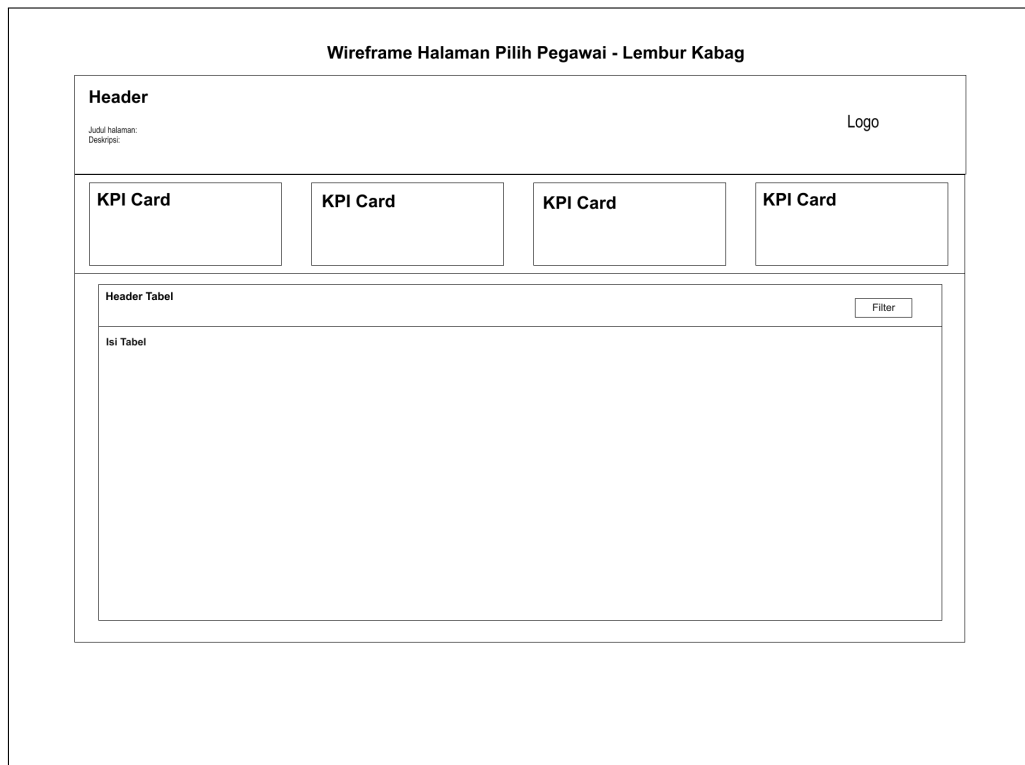 Wireframe Halaman Pilih Pegawai - Lembur Kabag
Header
Judul halaman:
Deskripsi:
Logo
KPI Card
KPI Card
KPI Card
KPI Card
Header Tabel
Filter
Isi Tabel